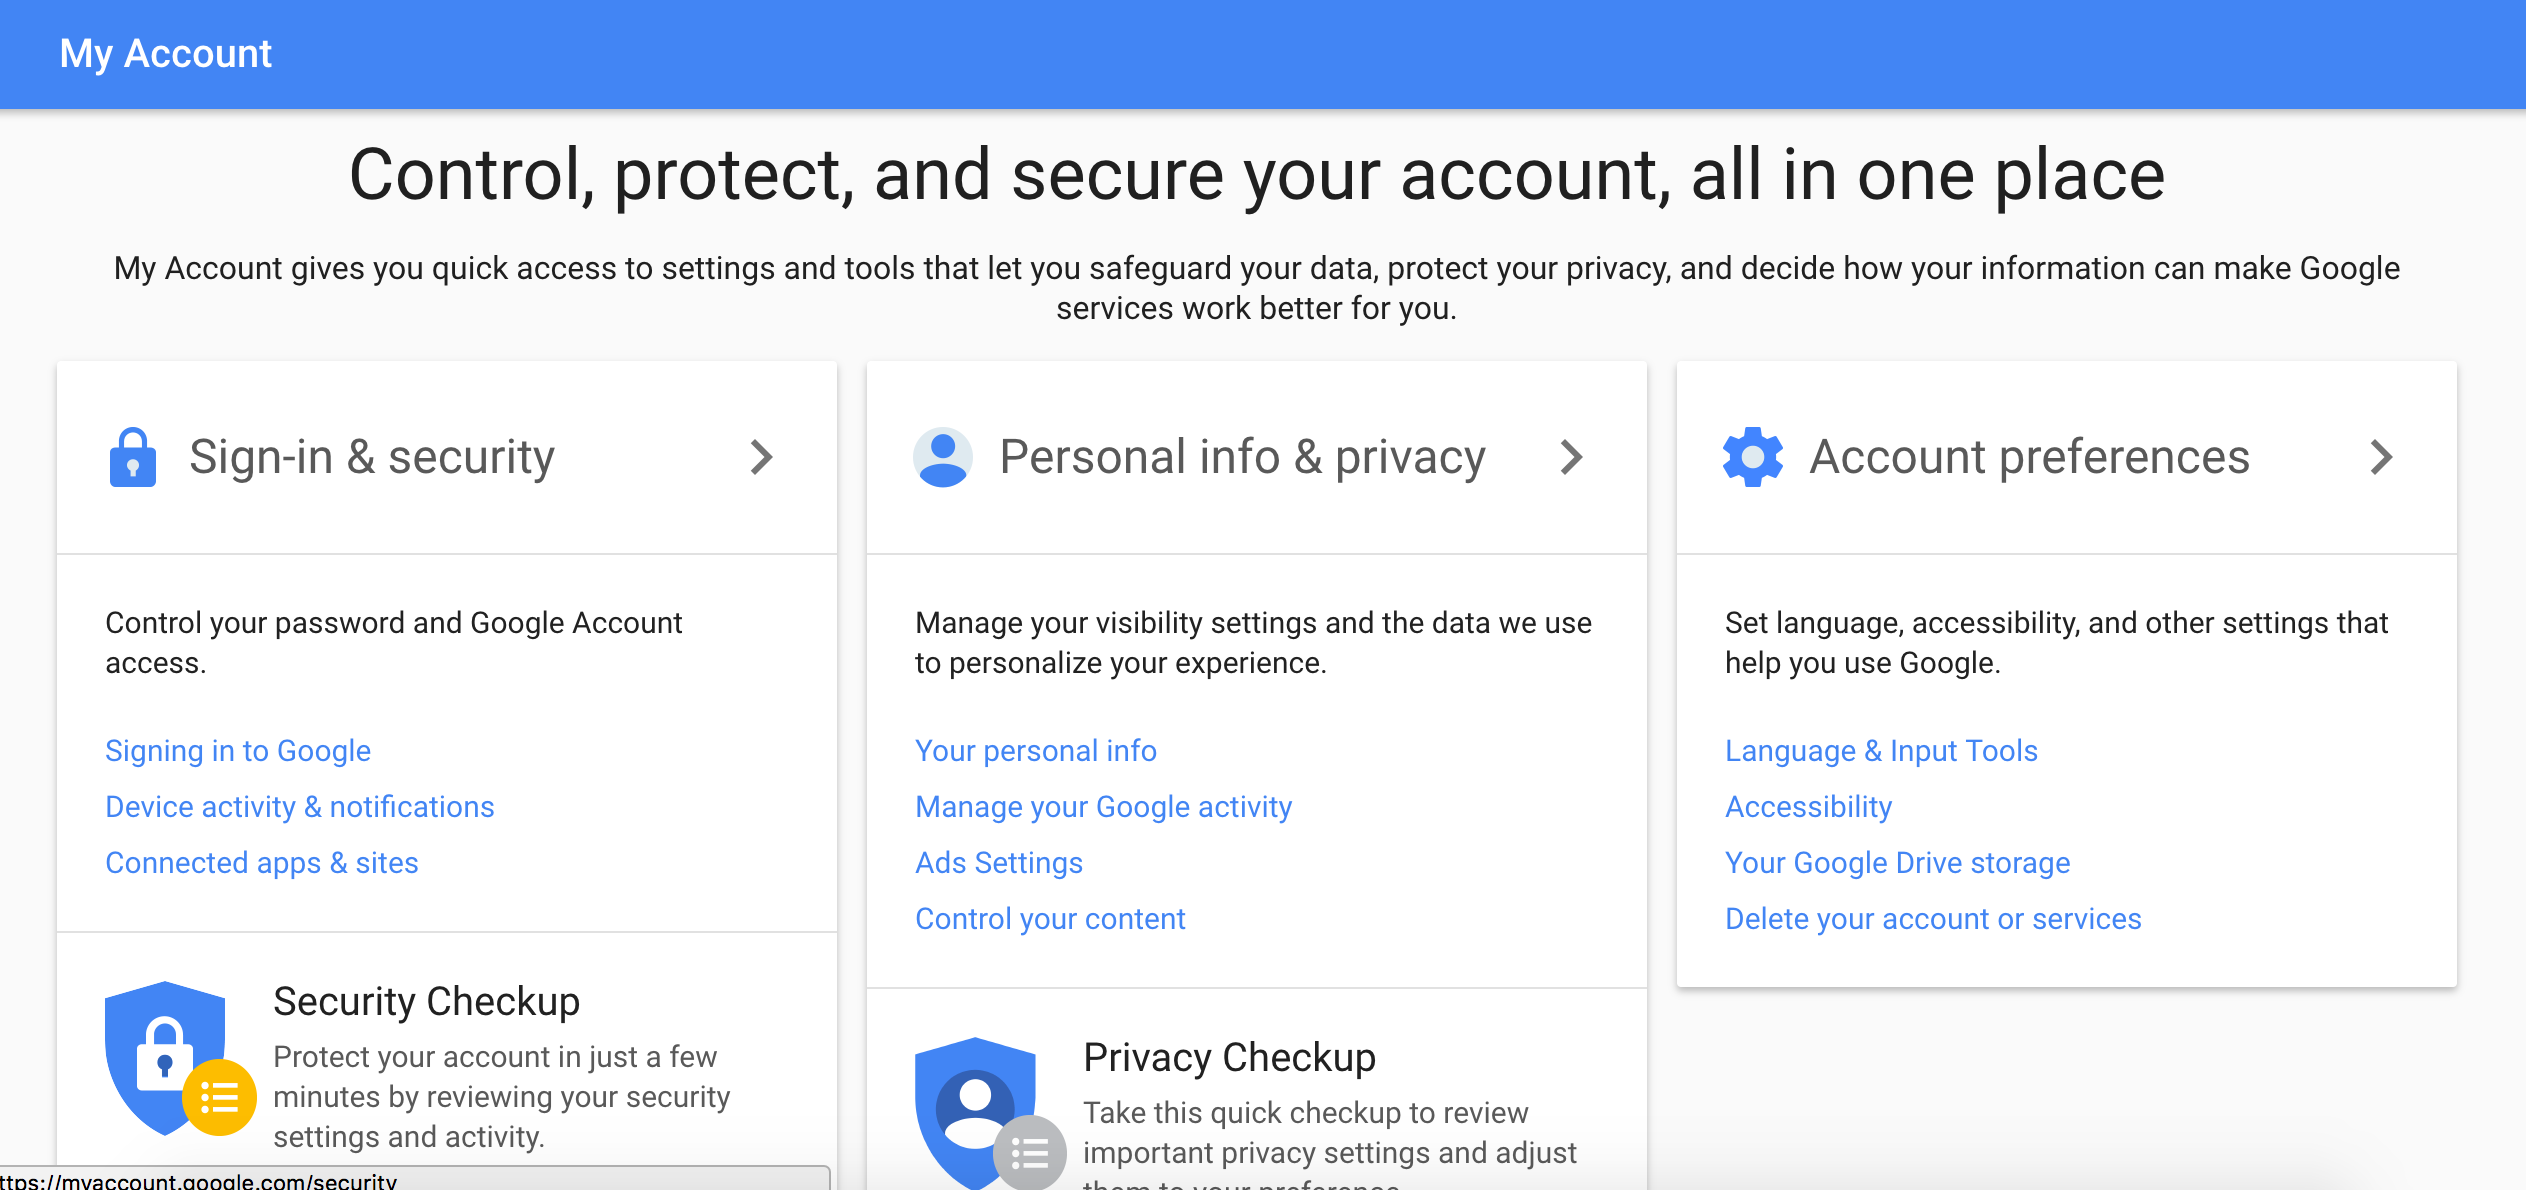 My Account
Control, protect, and secure your account, all in one place
My Account gives you quick access to settings and tools that let you safeguard your data, protect your privacy, and decide how your information can make Google
services work better for you.
Sign-in & security
Control your password and Google Account
access.
Signing in to Google
Device activity & notifications
Connected apps & sites
Security Checkup
Protect your account in just a few
minutes by reviewing your security
settings and activity.
Personal info & privacy
Manage your visibility settings and the data we use
to personalize your experience.
Your personal info
Manage your Google activity
Ads Settings
Control your content
Privacy Checkup
Take this quick checkup to review
important privacy settings and adjust
them to your preference.
Account preferences
Set language, accessibility, and other settings that
help you use Google.
Language & Input Tools
Accessibility
Your Google Drive storage
Delete your account or services
ttps://myaccount.google.com/security